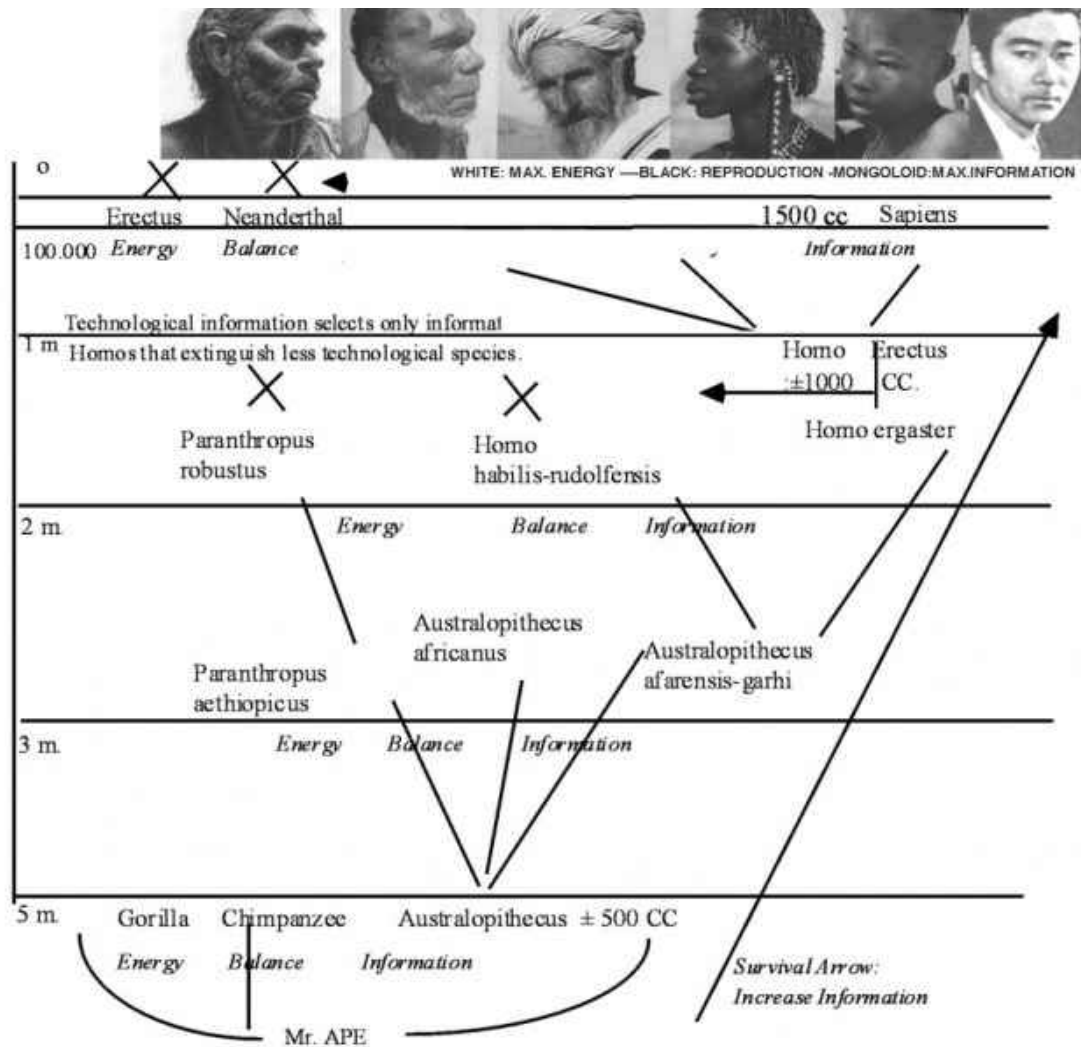 o
WHITE: MAX. ENERGY —BLACK: REPRODUCTION -MONGOLOID:MAX.INFORMATION
Erectus Neanderthal 1500 cc Sapiens
100.000 Energy Balance Information
Technological information selects only informat
1 m Homos that extinguish less technological species.
Homo Erectus
:±1000 CC.
Homo ergaster
Paranthropus
robustus
Homo
habilis-rudolfensis
2 m. Energy Balance Information
Australopithecus
africanus
Australopithecus
afarensis-garhi
Paranthropus
aethiopicus
3 m. Energy Balance Information
5 m. Gorilla Chimpanzee Australopithecus ± 500 CC
Energy Balance Information
Survival Arrow:
Increase Information
Mr. APE